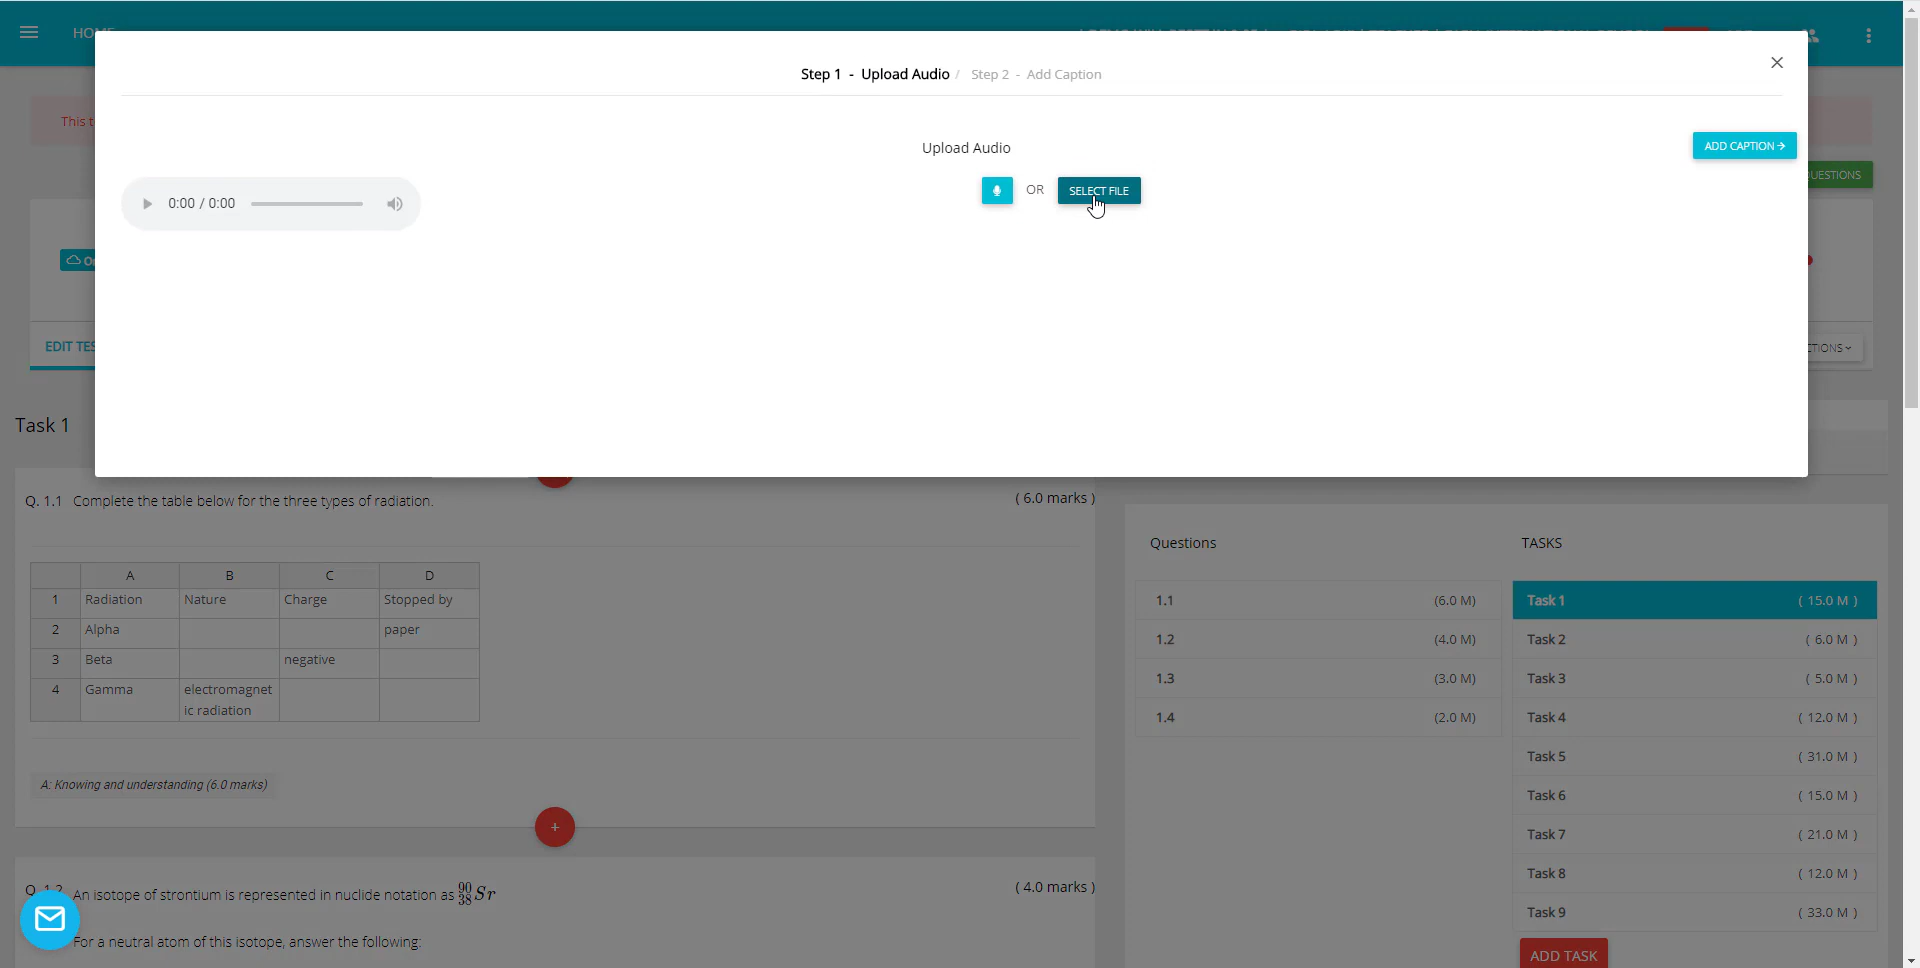 HOME
Step 1 - Upload Audio / Step 2 - Add Caption
This t
Upload Audio
ADD CAPTION →
0:00 / 0:00
OR
SELECT FILE
UESTIONS
EDIT TES
CTIONS
Task 1
Q. 1.1 Complete the table below for the three types of radiation.
( 6.0 marks )
A B C D
1 Radiation Nature Charge Stopped by
2 Alpha paper
3 Beta negative
4 Gamma electromagnet
ic radiation
A: Knowing and understanding (6.0 marks)
+
Q. 1.2 An isotope of strontium is represented in nuclide notation as ⁹⁰₃₈Sr
( 4.0 marks )
For a neutral atom of this isotope, answer the following:
Questions
1.1 (6.0 M)
1.2 (4.0 M)
1.3 (3.0 M)
1.4 (2.0 M)
TASKS
Task 1 ( 15.0 M )
Task 2 ( 6.0 M )
Task 3 ( 5.0 M )
Task 4 ( 12.0 M )
Task 5 ( 31.0 M )
Task 6 ( 15.0 M )
Task 7 ( 21.0 M )
Task 8 ( 12.0 M )
Task 9 ( 33.0 M )
ADD TASK